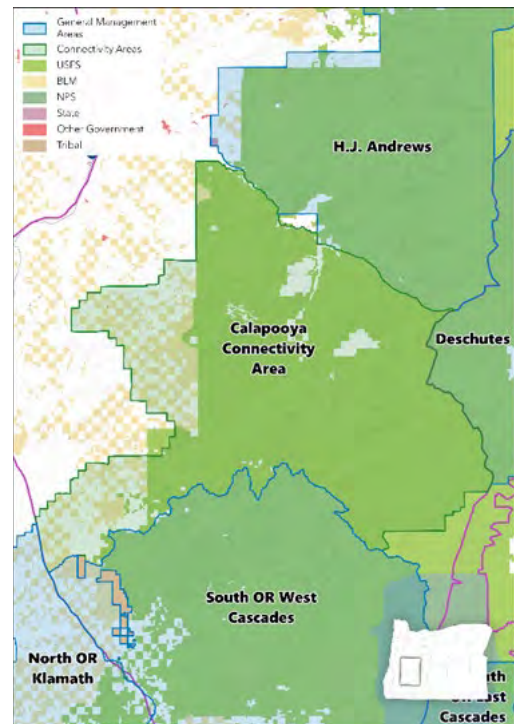 General Management
Areas
Connectivity Areas
USFS
BLM
NPS
State
Other Government
Tribal
H.J. Andrews
Calapooya
Connectivity
Area
Deschutes
South OR West
Cascades
North OR
Klamath
Cascades